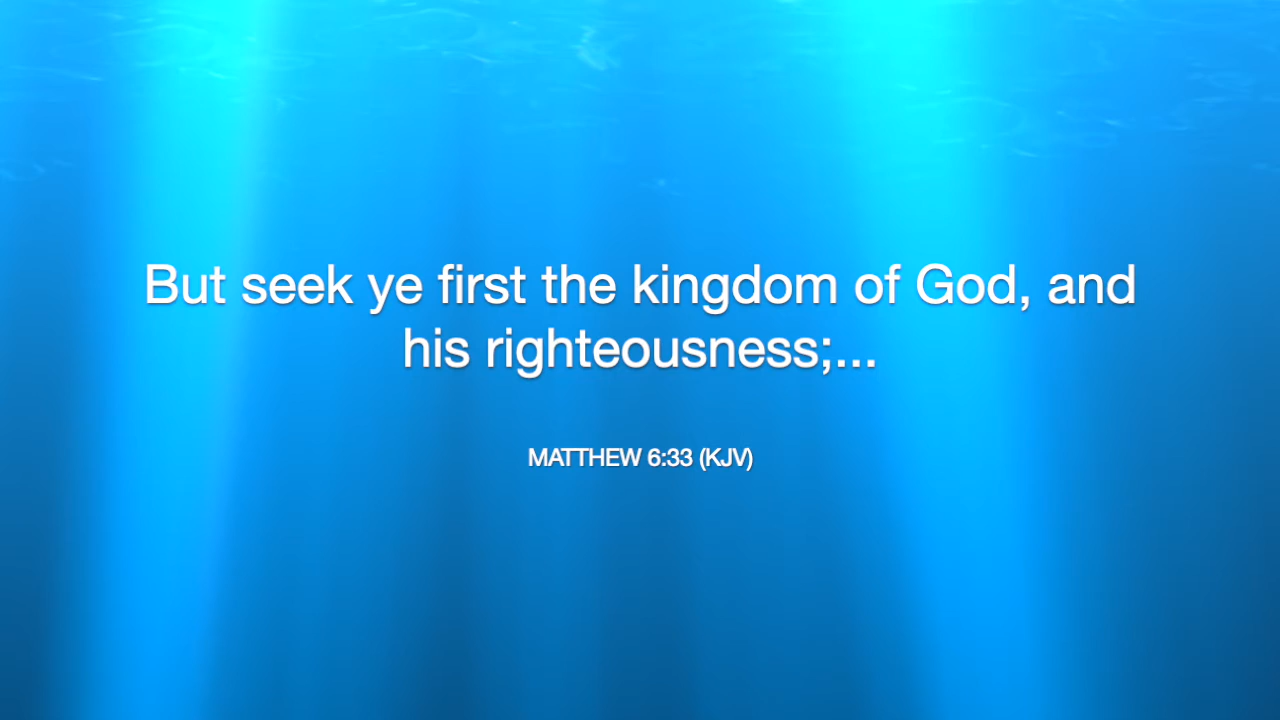 But seek ye first the kingdom of God, and
his righteousness;...
MATTHEW 6:33 (KJV)